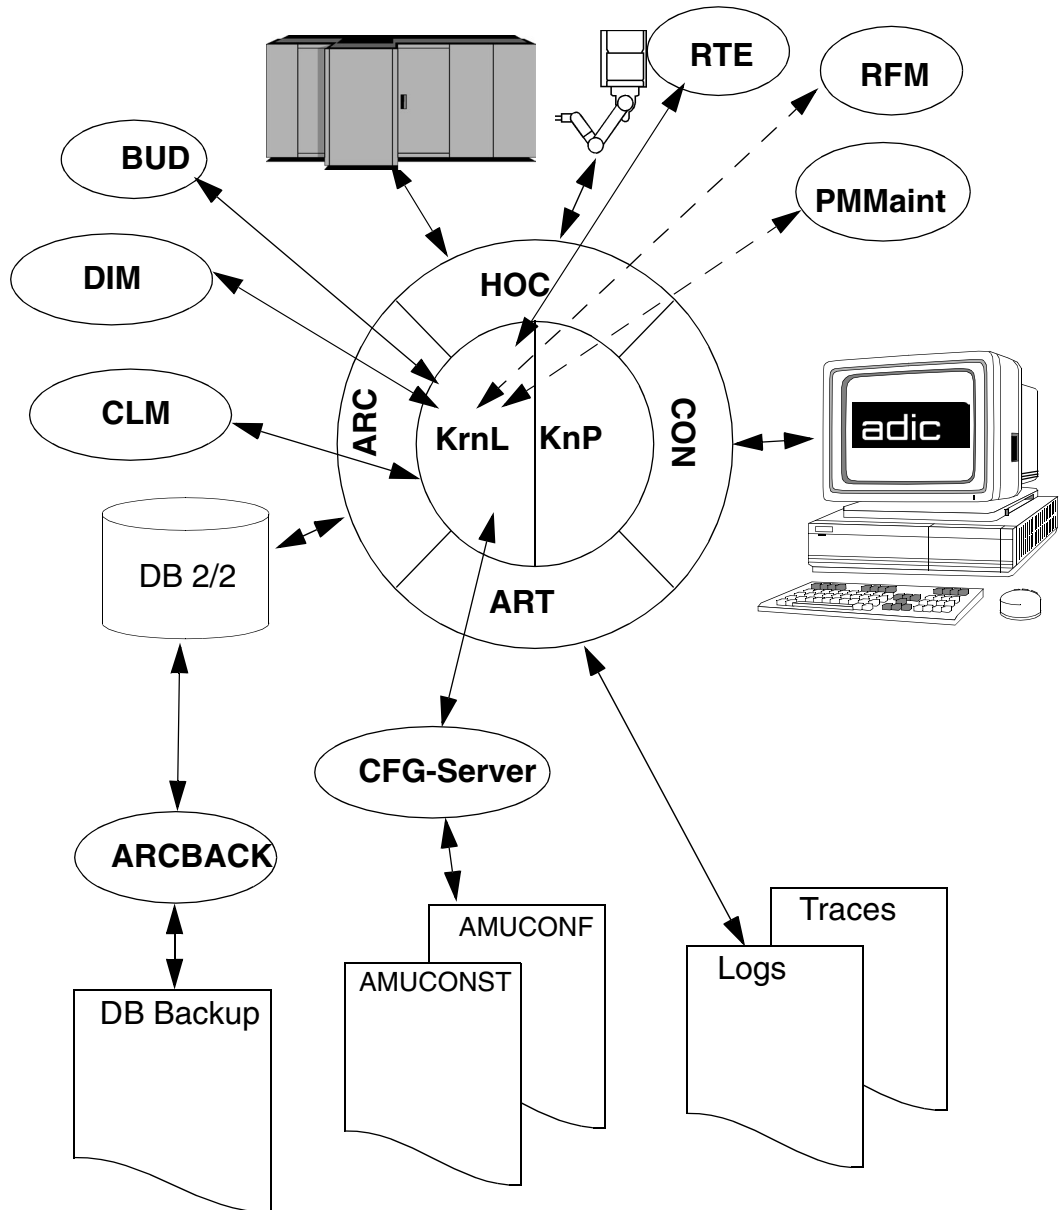 RTE
RFM
BUD
PMMaint
DIM
HOC
CLM
ARC
KrnL
KnP
CON
adic
DB 2/2
ART
CFG-Server
ARCBACK
AMUCONF
Traces
AMUCONST
Logs
DB Backup